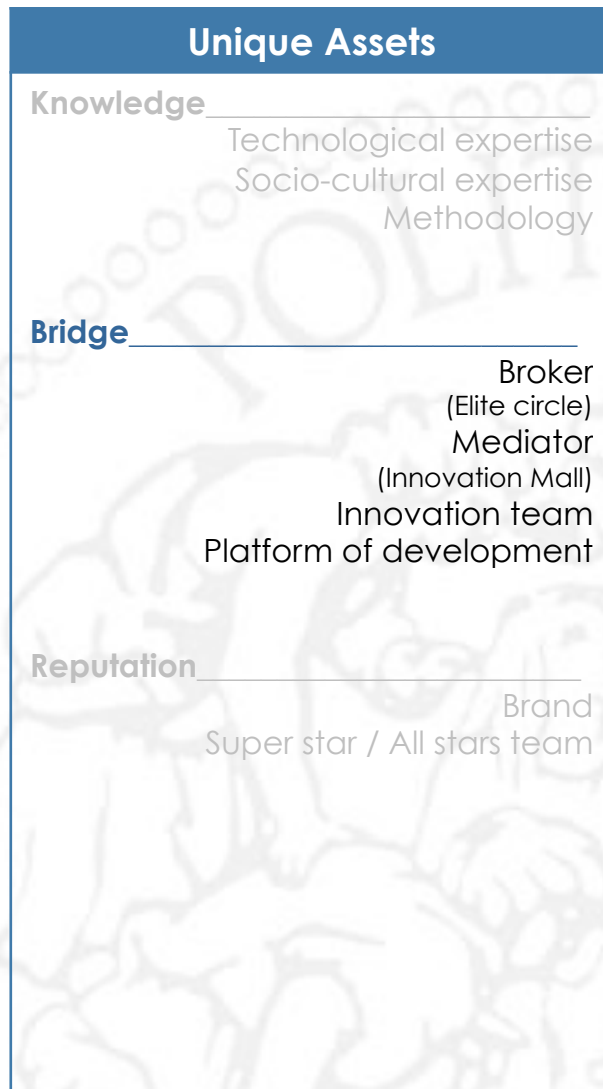 Unique Assets
Knowledge
Technological expertise
Socio-cultural expertise
Methodology
POLIT
Bridge
Broker
(Elite circle)
Mediator
(Innovation Mall)
Innovation team
Platform of development
Reputation
Brand
Super star / All stars team